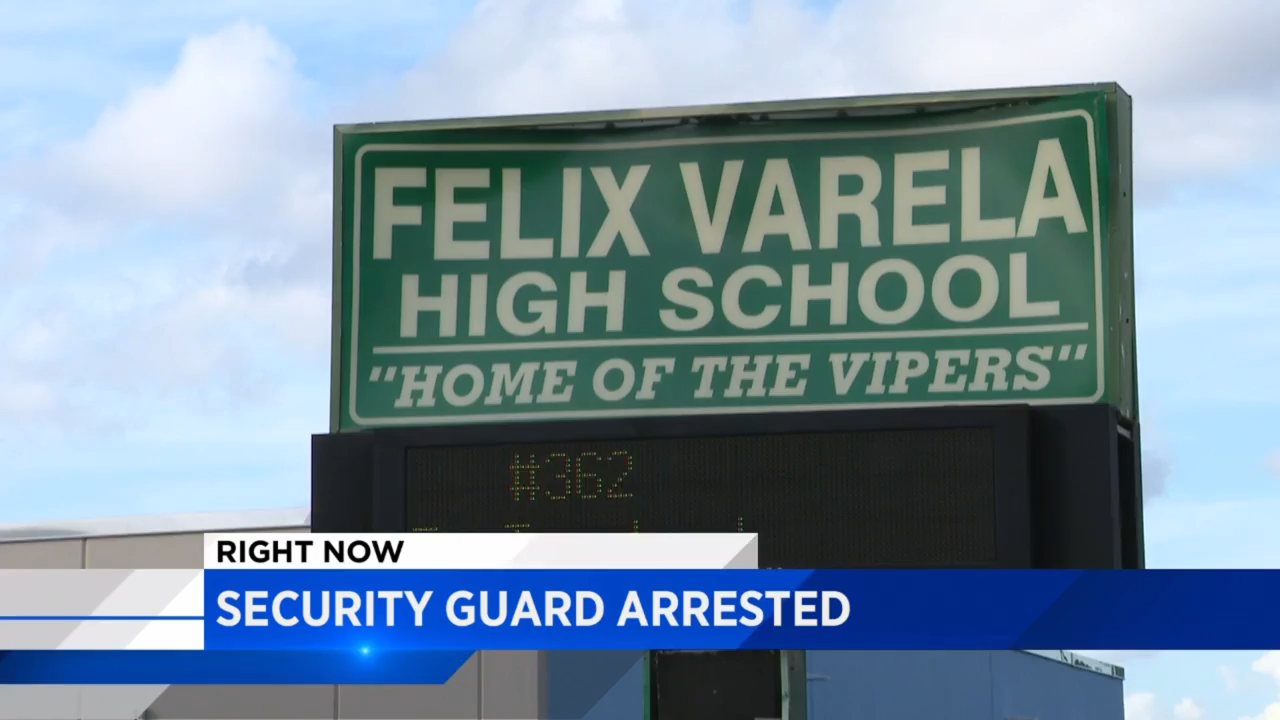 FELIX VARELA
HIGH SCHOOL
"HOME OF THE VIPERS"
#362
RIGHT NOW
SECURITY GUARD ARRESTED